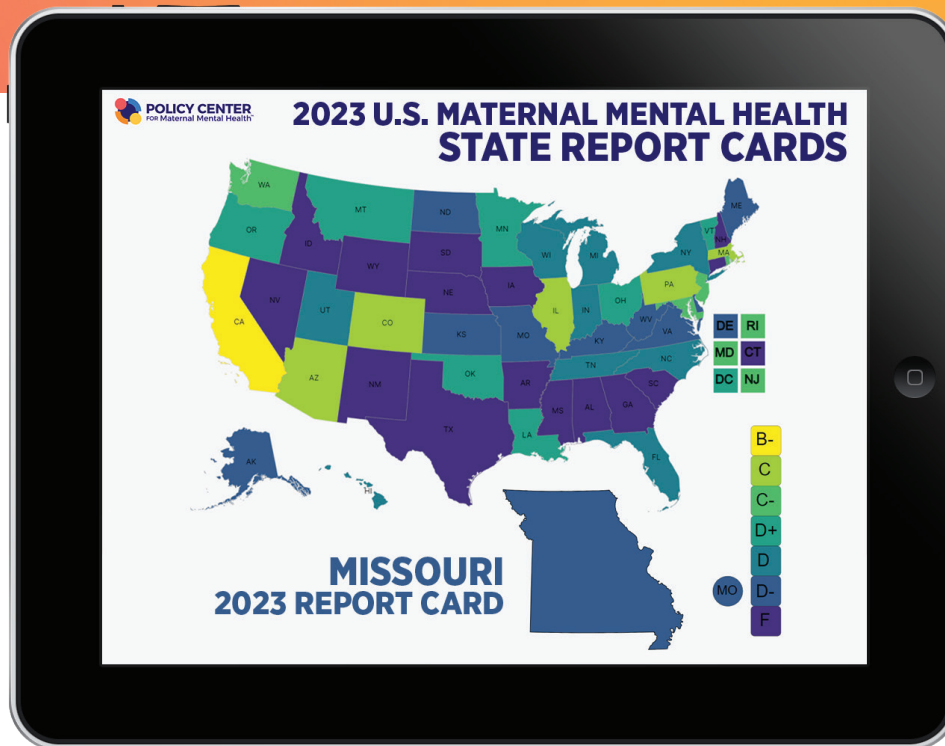 POLICY CENTER
FOR Maternal Mental Health
2023 U.S. MATERNAL MENTAL HEALTH
STATE REPORT CARDS
WA
MT
ND
MN
OR
ID
WY
SD
WI
MI
NY
VT
NH
ME
MA
NV
UT
CO
NE
IA
IL
IN
OH
PA
CA
KS
MO
KY
WV
VA
AZ
NM
OK
AR
TN
NC
SC
TX
LA
MS
AL
GA
FL
AK
HI
DE
RI
MD
CT
DC
NJ
B-
C
C-
D+
D
D-
F
MO
MISSOURI
2023 REPORT CARD